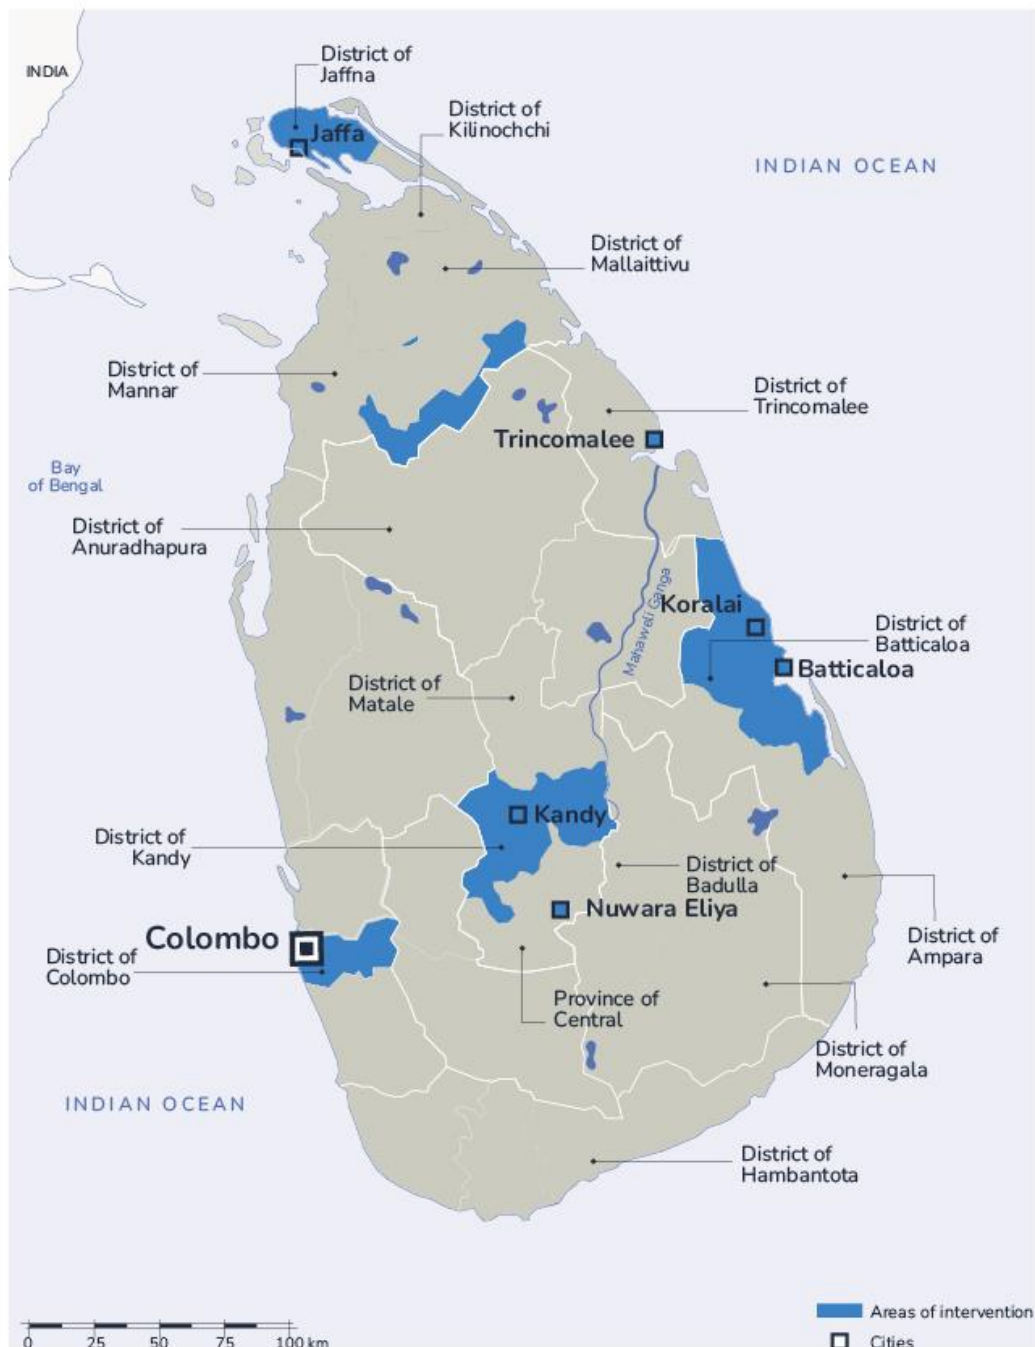 District of
Jaffna
INDIA
District of
Kilinochchi
Jaffa
INDIAN OCEAN
District of
Mallaittivu
District of
Mannar
District of
Trincomalee
Trincomalee
Bay
of Bengal
District of
Anuradhapura
Mahaweli Ganga
Koralai
District of
Batticaloa
Batticaloa
District of
Matale
Kandy
District of
Kandy
District of
Badulla
Nuwara Eliya
Colombo
District of
Colombo
District of
Ampara
Province of
Central
District of
Moneragala
INDIAN OCEAN
District of
Hambantota
Areas of intervention
0 25 50 75 100 km
Cities